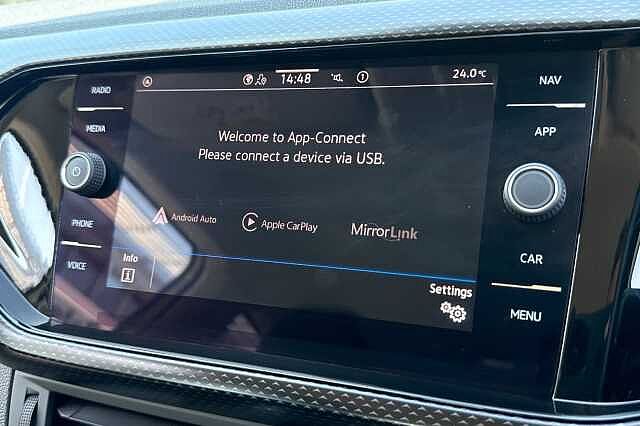 RADIO
MEDIA
PHONE
VOICE
14:48
1
24.0°C
Welcome to App-Connect
Please connect a device via USB.
Android Auto
Apple CarPlay
MirrorLink
Info
Settings
NAV
APP
CAR
MENU